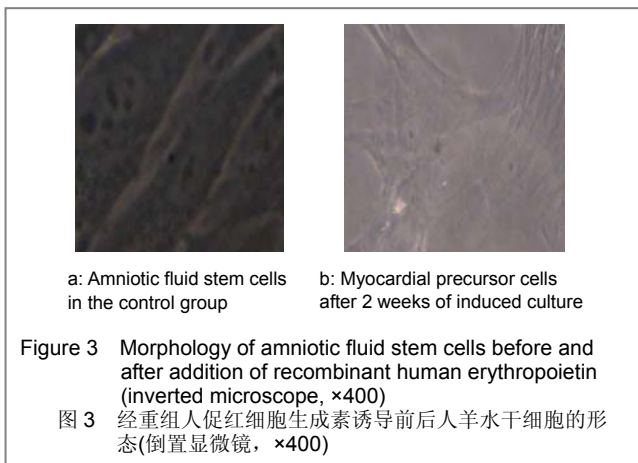 a: Amniotic fluid stem cells
in the control group
b: Myocardial precursor cells
after 2 weeks of induced culture
Figure 3 Morphology of amniotic fluid stem cells before and
after addition of recombinant human erythropoietin
(inverted microscope, ×400)
图 3 经重组人促红细胞生成素诱导前后人羊水干细胞的形
态(倒置显微镜，×400)